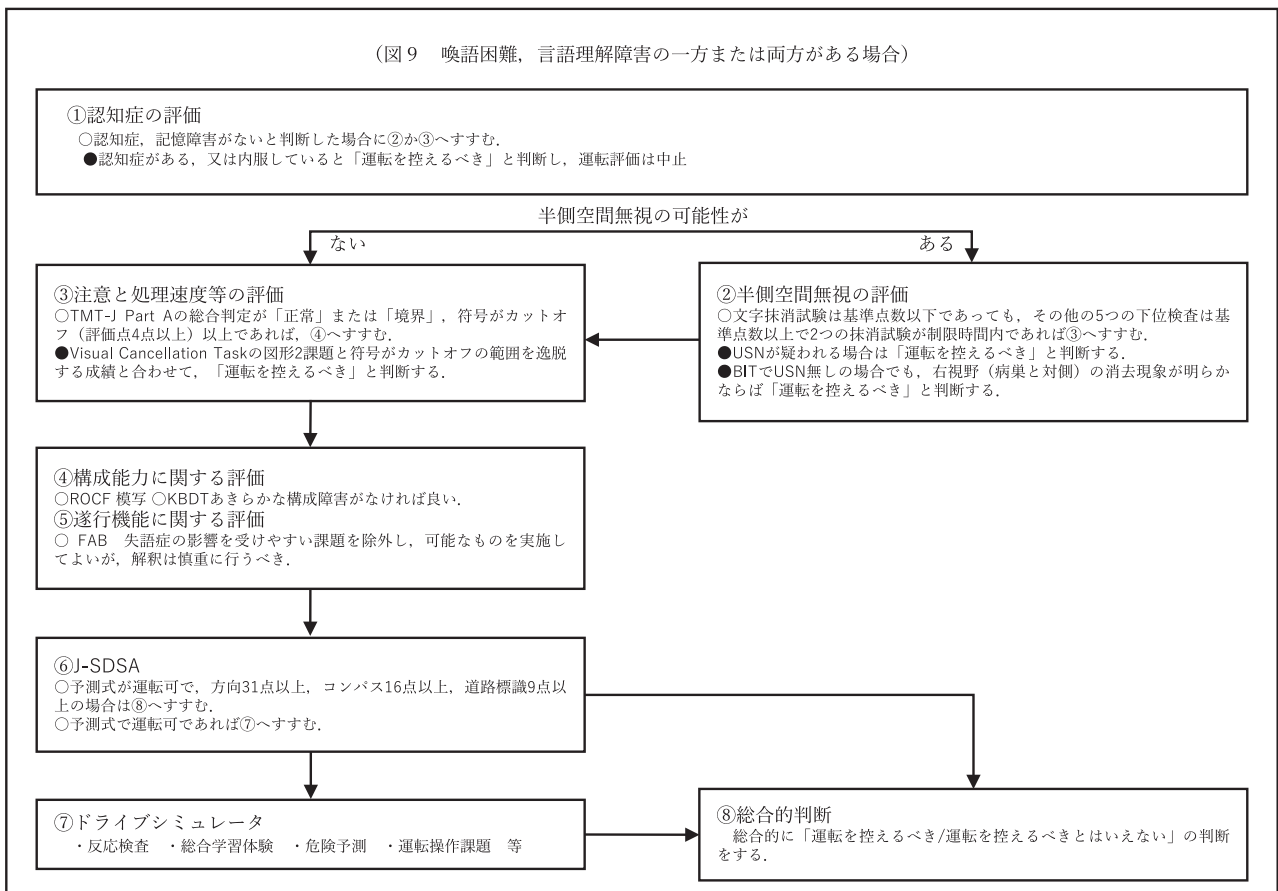 （図９　喚語困難，言語理解障害の一方または両方がある場合）
①認知症の評価
○認知症，記憶障害がないと判断した場合に②か③へすすむ．
●認知症がある，又は内服していると「運転を控えるべき」と判断し，運転評価は中止
半側空間無視の可能性が
ない
ある
③注意と処理速度等の評価
○TMT-J Part Aの総合判定が「正常」または「境界」，符号がカットオ
フ（評価点4点以上）以上であれば，④へすすむ．
●Visual Cancellation Taskの図形2課題と符号がカットオフの範囲を逸脱
する成績と合わせて，「運転を控えるべき」と判断する．
②半側空間無視の評価
○文字抹消試験は基準点数以下であっても，その他の5つの下位検査は基
準点数以上で2つの抹消試験が制限時間内であれば③へすすむ．
●USNが疑われる場合は「運転を控えるべき」と判断する．
●BITでUSN無しの場合でも，右視野（病巣と対側）の消去現象が明らか
ならば「運転を控えるべき」と判断する．
④構成能力に関する評価
○ROCF 模写 ○KBDTあきらかな構成障害がなければ良い．
⑤遂行機能に関する評価
○ FAB　失語症の影響を受けやすい課題を除外し，可能なものを実施し
てよいが，解釈は慎重に行うべき．
⑥J-SDSA
○予測式が運転可で，方向31点以上，コンパス16点以上，道路標識9点以
上の場合は⑧へすすむ．
○予測式で運転可であれば⑦へすすむ．
⑦ドライブシミュレータ
・反応検査　・総合学習体験　・危険予測　・運転操作課題　等
⑧総合的判断
総合的に「運転を控えるべき/運転を控えるべきとはいえない」の判断
をする．